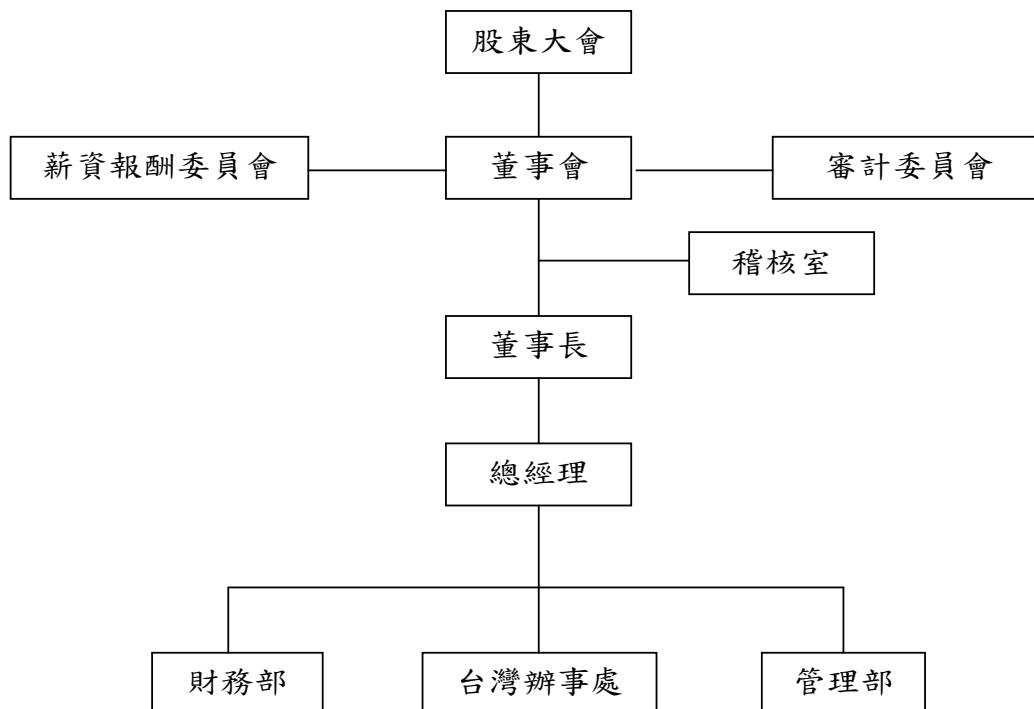 股東大會
薪資報酬委員會
董事會
審計委員會
稽核室
董事長
總經理
財務部
台灣辦事處
管理部